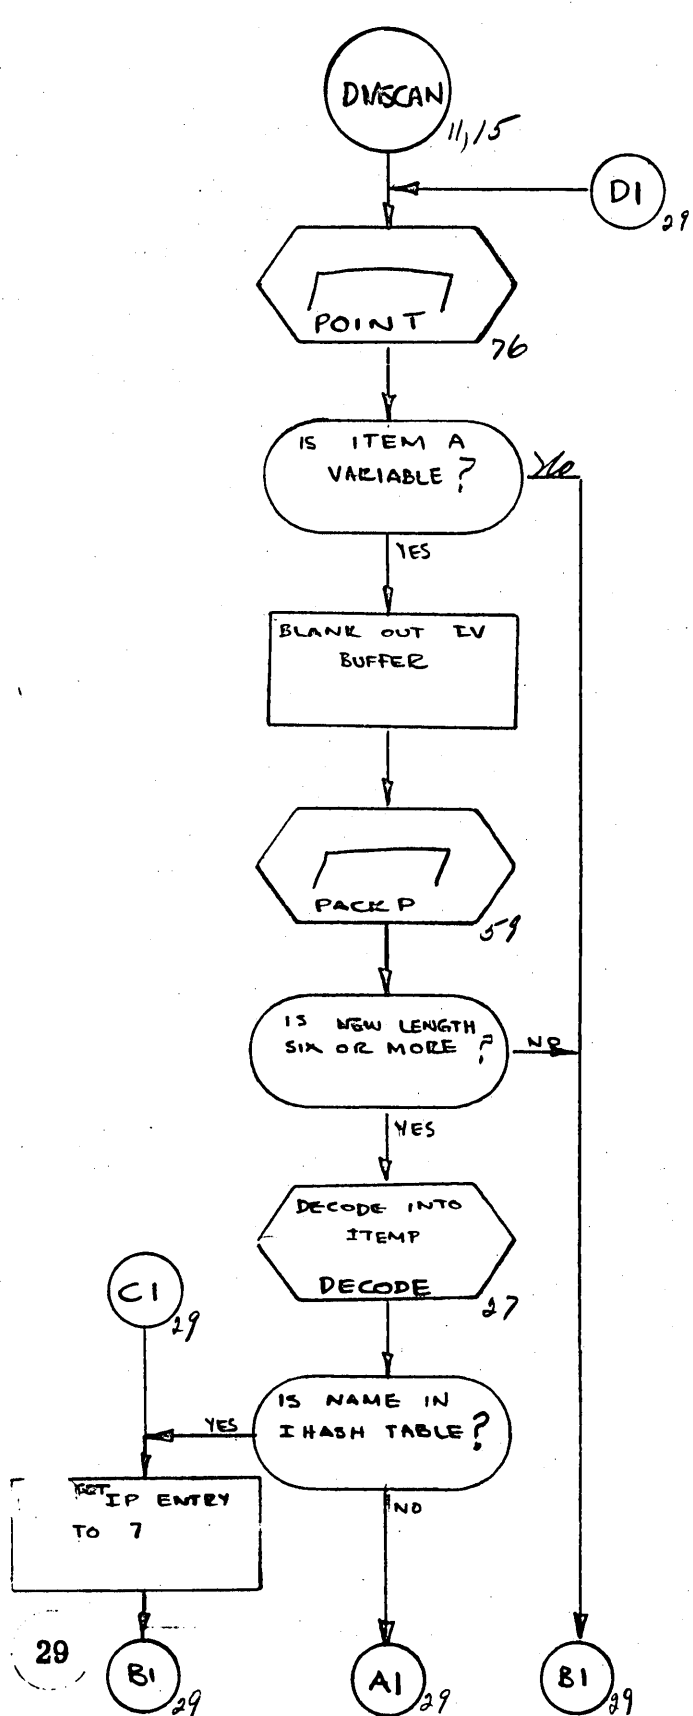 DIMSCAN
11,15
D1
29
POINT
76
IS ITEM A
VARIABLE?
No
YES
BLANK OUT IV
BUFFER
PACK P
59
IS NEW LENGTH
SIX OR MORE ?
NO
YES
DECODE INTO
ITEMP
DECODE
27
C1
29
IS NAME IN
IHASH TABLE?
YES
NO
SET IP ENTRY
TO 7
29
B1
29
A1
29
B1
29